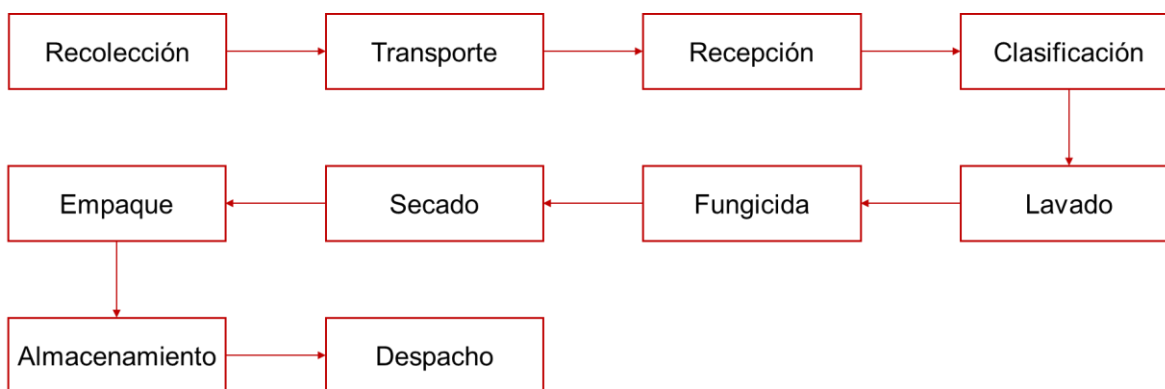 Recolección
Transporte
Recepción
Clasificación
Lavado
Fungicida
Secado
Empaque
Almacenamiento
Despacho